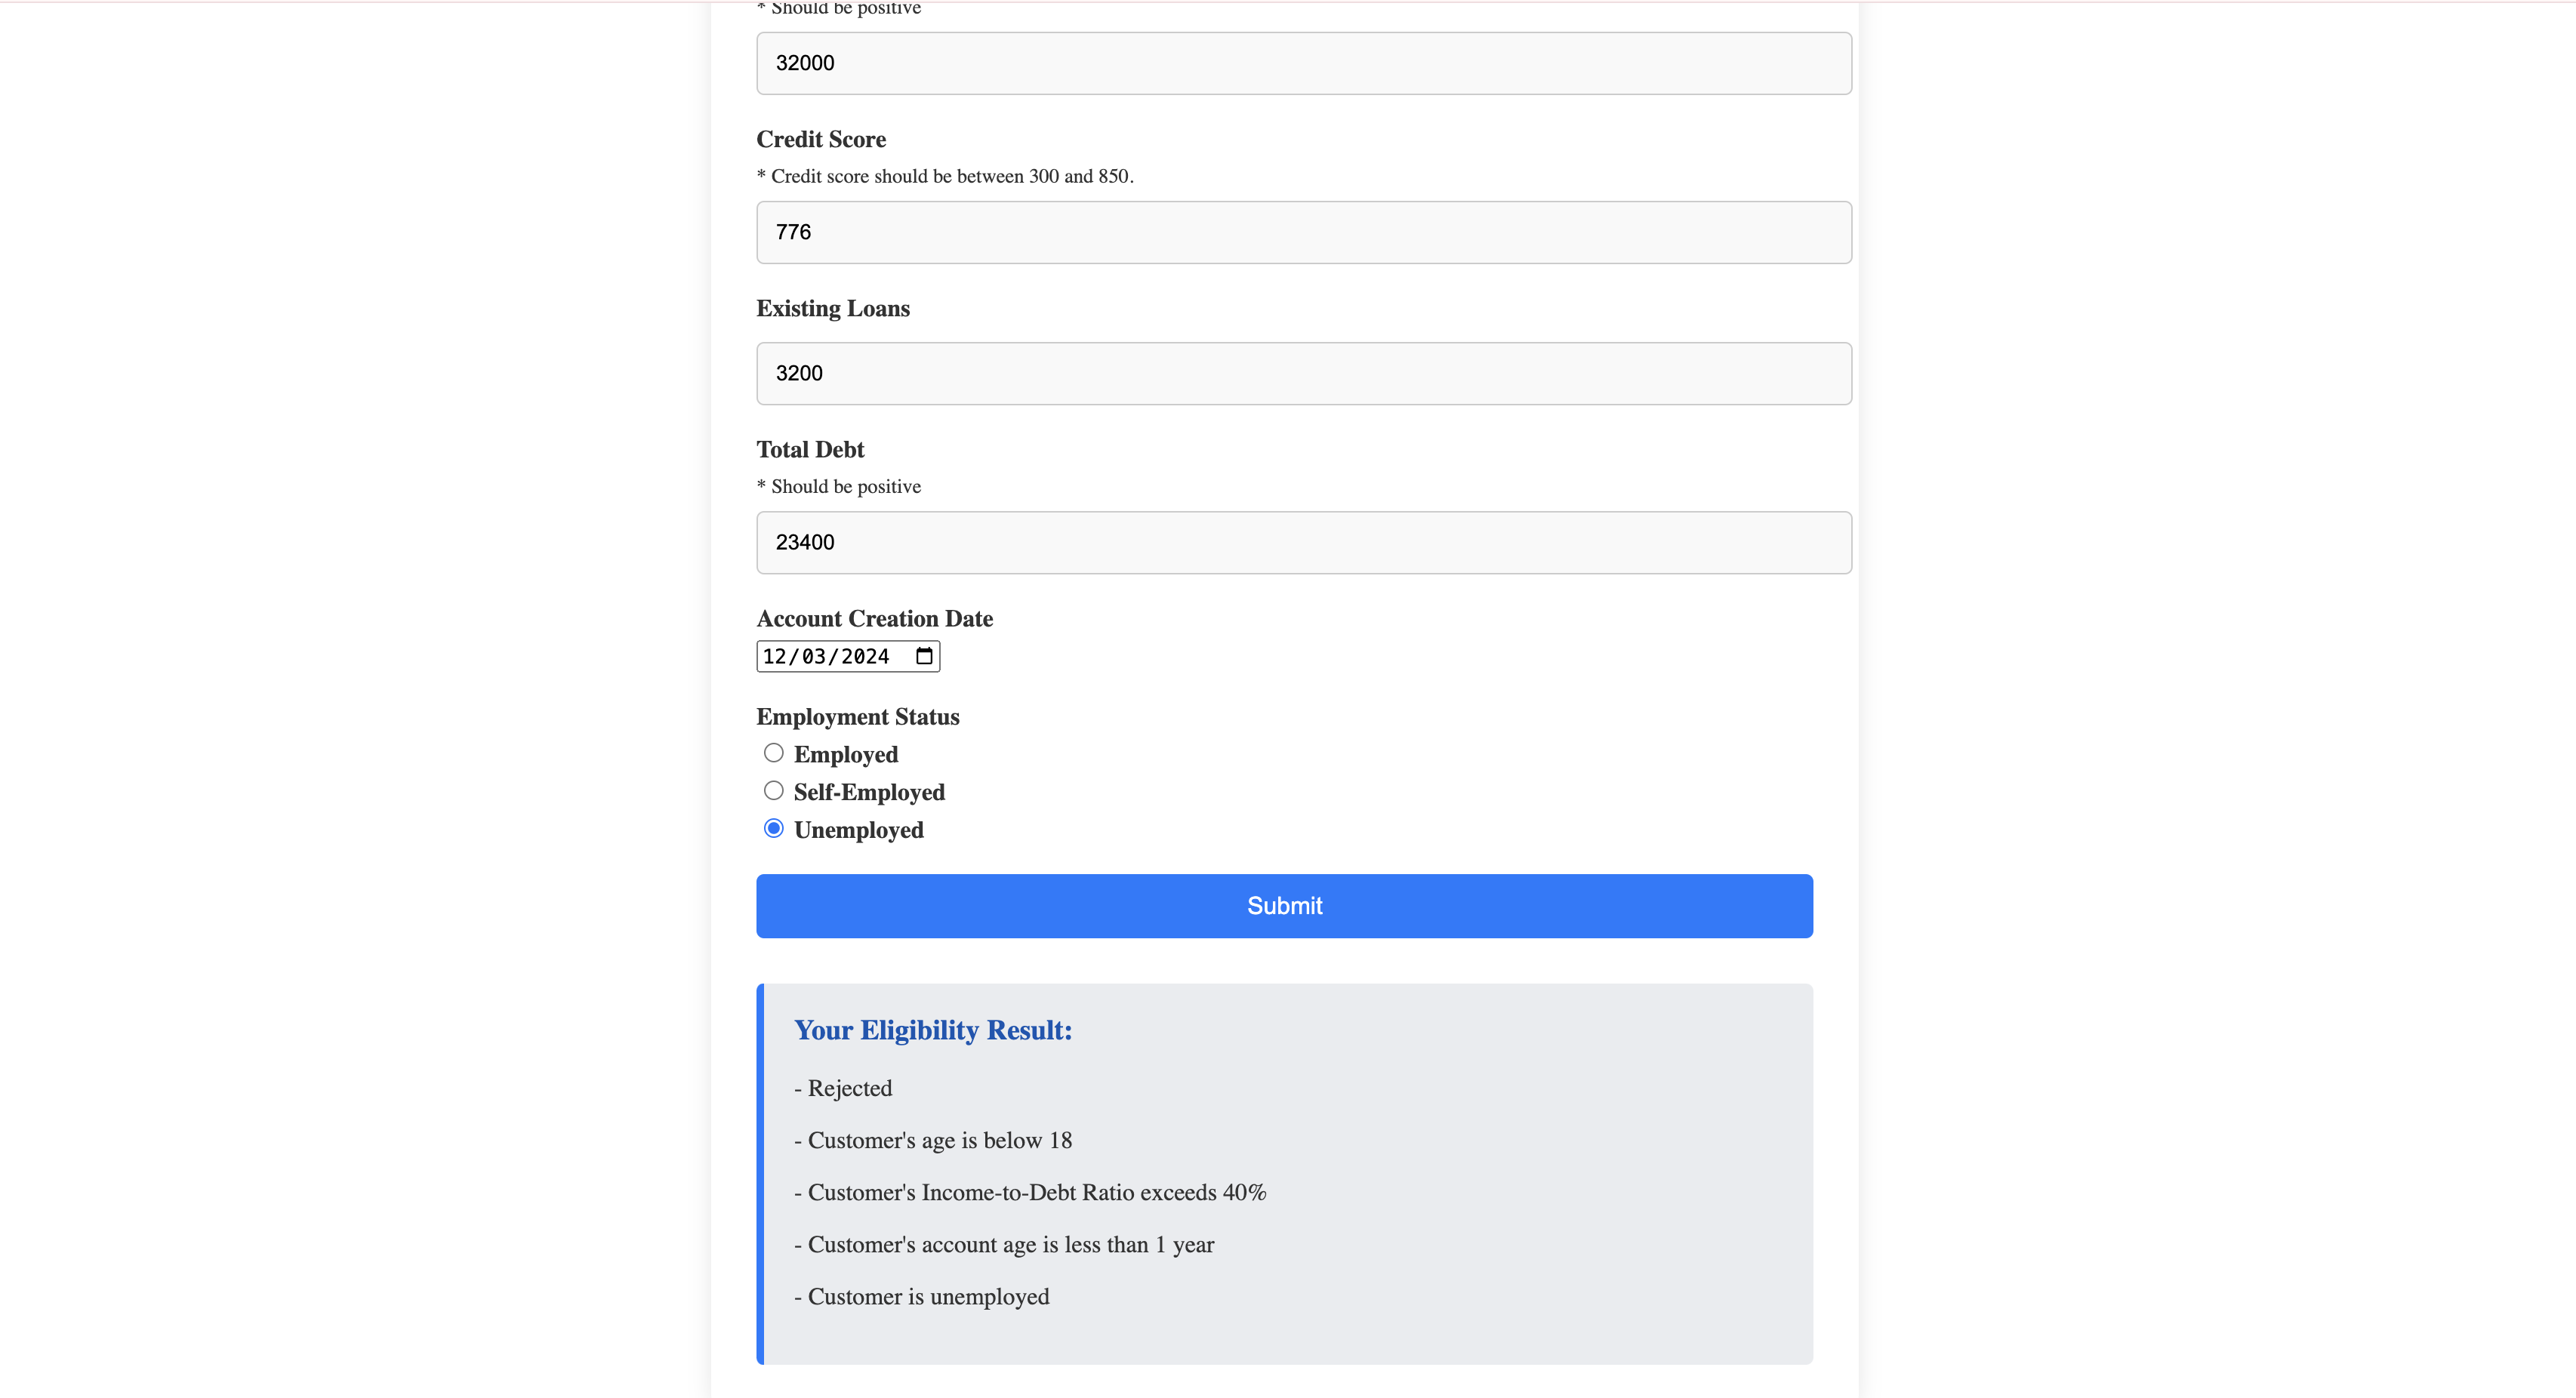 * Should be positive
32000
Credit Score
* Credit score should be between 300 and 850.
776
Existing Loans
3200
Total Debt
* Should be positive
23400
Account Creation Date
12/03/2024
Employment Status
Employed
Self-Employed
Unemployed
Submit
Your Eligibility Result:
- Rejected
- Customer's age is below 18
- Customer's Income-to-Debt Ratio exceeds 40%
- Customer's account age is less than 1 year
- Customer is unemployed